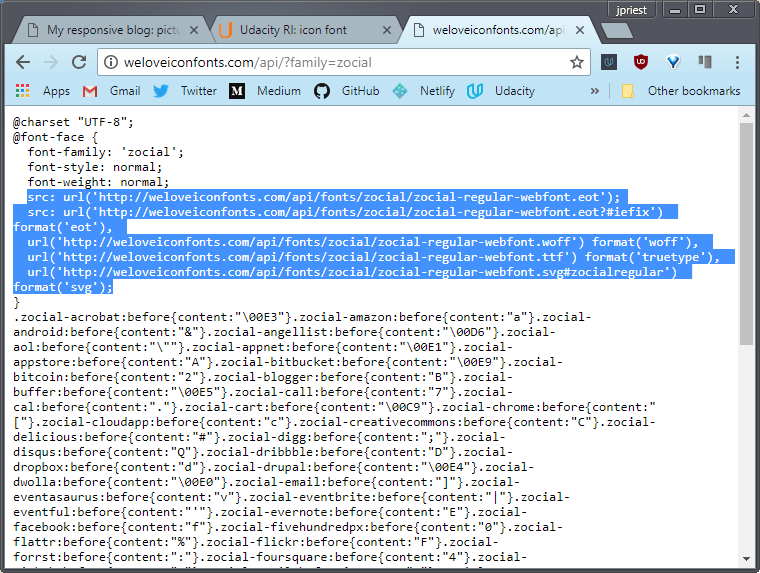 jpriest
My responsive blog: pictu
Udacity RI: icon font
weloveiconfonts.com/api
weloveiconfonts.com/api/?family=zocial
Apps Gmail Twitter Medium GitHub Netlify Udacity » Other bookmarks
@charset "UTF-8";
@font-face {
font-family: 'zocial';
font-style: normal;
font-weight: normal;
src: url('http://weloveiconfonts.com/api/fonts/zocial/zocial-regular-webfont.eot');
src: url('http://weloveiconfonts.com/api/fonts/zocial/zocial-regular-webfont.eot?#iefix')
format('eot'),
url('http://weloveiconfonts.com/api/fonts/zocial/zocial-regular-webfont.woff') format('woff'),
url('http://weloveiconfonts.com/api/fonts/zocial/zocial-regular-webfont.ttf') format('truetype'),
url('http://weloveiconfonts.com/api/fonts/zocial/zocial-regular-webfont.svg#zocialregular')
format('svg');
}
.zocial-acrobat:before{content:"\00E3"}.zocial-amazon:before{content:"a"}.zocial-
android:before{content:"&"}.zocial-angellist:before{content:"\00D6"}.zocial-
aol:before{content:"\""}.zocial-appnet:before{content:"\00E1"}.zocial-
appstore:before{content:"A"}.zocial-bitbucket:before{content:"\00E9"}.zocial-
bitcoin:before{content:"2"}.zocial-blogger:before{content:"B"}.zocial-
buffer:before{content:"\00E5"}.zocial-call:before{content:"7"}.zocial-
cal:before{content:"."}.zocial-cart:before{content:"\00C9"}.zocial-chrome:before{content:"
["}.zocial-cloudapp:before{content:"c"}.zocial-creativecommons:before{content:"C"}.zocial-
delicious:before{content:"#"}.zocial-digg:before{content:";"}.zocial-
disqus:before{content:"Q"}.zocial-dribbble:before{content:"D"}.zocial-
dropbox:before{content:"d"}.zocial-drupal:before{content:"\00E4"}.zocial-
dwolla:before{content:"\00E0"}.zocial-email:before{content:"]"}.zocial-
eventasaurus:before{content:"v"}.zocial-eventbrite:before{content:"|"}.zocial-
eventful:before{content:"'"}.zocial-evernote:before{content:"E"}.zocial-
facebook:before{content:"f"}.zocial-fivehundredpx:before{content:"0"}.zocial-
flattr:before{content:"%"}.zocial-flickr:before{content:"F"}.zocial-
forrst:before{content:":"}.zocial-foursquare:before{content:"4"}.zocial-